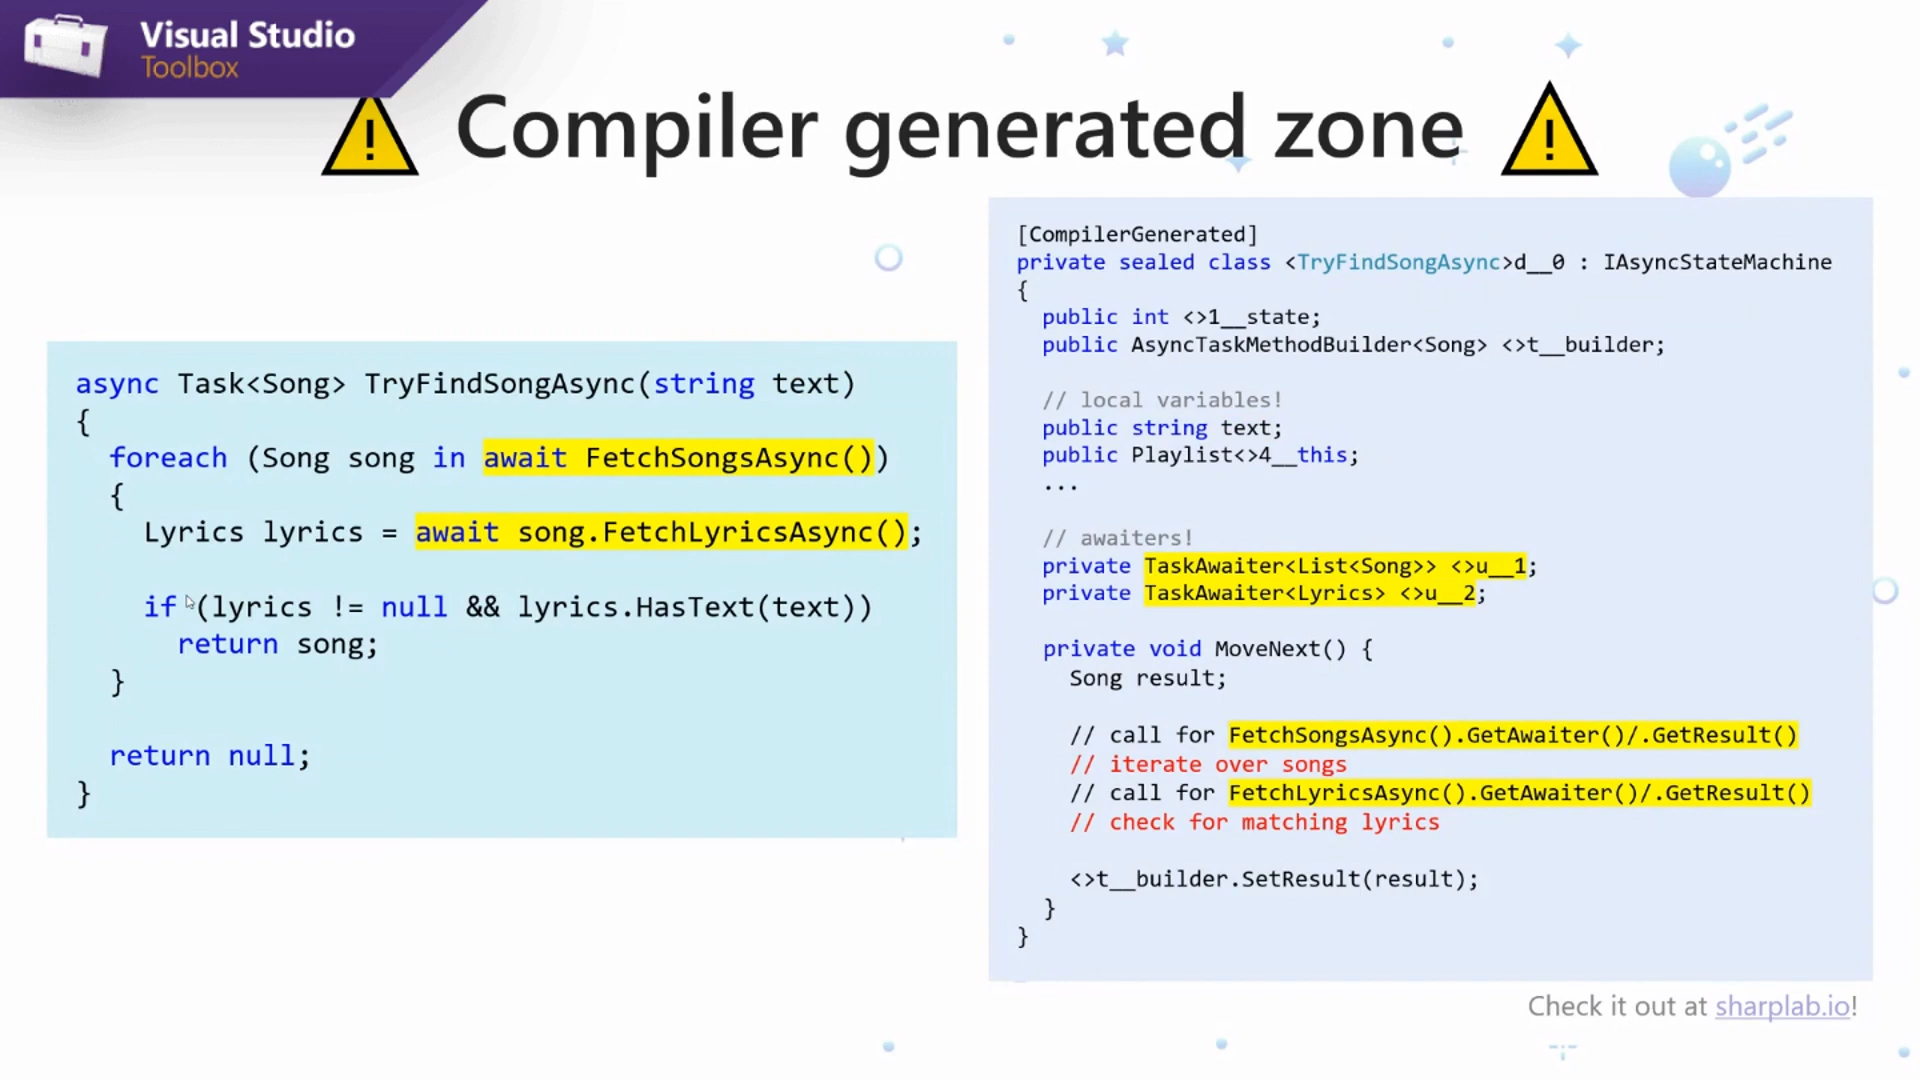 Visual Studio
Toolbox
Compiler generated zone
async Task<Song> TryFindSongAsync(string text)
{
  foreach (Song song in await FetchSongsAsync())
  {
    Lyrics lyrics = await song.FetchLyricsAsync();

    if (lyrics != null && lyrics.HasText(text))
      return song;
  }

  return null;
}
[CompilerGenerated]
private sealed class <TryFindSongAsync>d__0 : IAsyncStateMachine
{
  public int <>1__state;
  public AsyncTaskMethodBuilder<Song> <>t__builder;

  // local variables!
  public string text;
  public Playlist<>4__this;
  ...

  // awaiters!
  private TaskAwaiter<List<Song>> <>u__1;
  private TaskAwaiter<Lyrics> <>u__2;

  private void MoveNext() {
    Song result;

    // call for FetchSongsAsync().GetAwaiter()/.GetResult()
    // iterate over songs
    // call for FetchLyricsAsync().GetAwaiter()/.GetResult()
    // check for matching lyrics

    <>t__builder.SetResult(result);
  }
}
Check it out at sharplab.io!